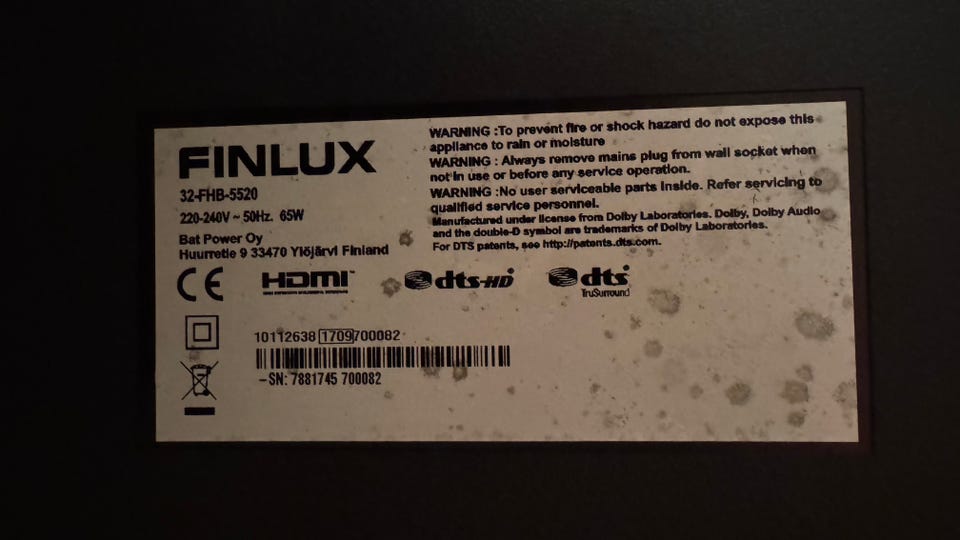 FINLUX
32-FHB-5520
220-240V ~ 50Hz. 65W
Bat Power Oy
Huurretie 9 33470 Ylöjärvi Finland
WARNING :To prevent fire or shock hazard do not expose this
appliance to rain or moisture
WARNING : Always remove mains plug from wall socket when
not in use or before any service operation.
WARNING :No user serviceable parts inside. Refer servicing to
qualified service personnel.
Manufactured under license from Dolby Laboratories. Dolby, Dolby Audio
and the double-D symbol are trademarks of Dolby Laboratories.
For DTS patents, see http://patents.dts.com.
CE HDMI™ dts-HD dts
TruSurround
10112638 1709 700082
-SN: 7881745 700082